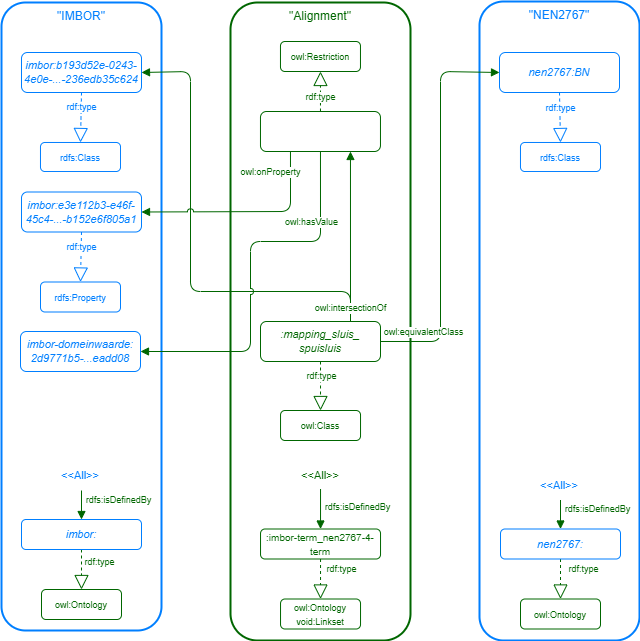 "IMBOR"
imbor:b193d52e-0243-
4e0e-...-236edb35c624
rdf:type
rdfs:Class
imbor:e3e112b3-e46f-
45c4-...-b152e6f805a1
rdf:type
rdfs:Property
imbor-domeinwaarde:
2d9771b5-...eadd08
<<All>>
rdfs:isDefinedBy
imbor:
rdf:type
owl:Ontology
"Alignment"
owl:Restriction
rdf:type
owl:onProperty
owl:hasValue
owl:intersectionOf
:mapping_sluis_
spuisluis
owl:equivalentClass
rdf:type
owl:Class
<<All>>
rdfs:isDefinedBy
:imbor-term_nen2767-4-
term
rdf:type
owl:Ontology
void:Linkset
"NEN2767"
nen2767:BN
rdf:type
rdfs:Class
<<All>>
rdfs:isDefinedBy
nen2767:
rdf:type
owl:Ontology